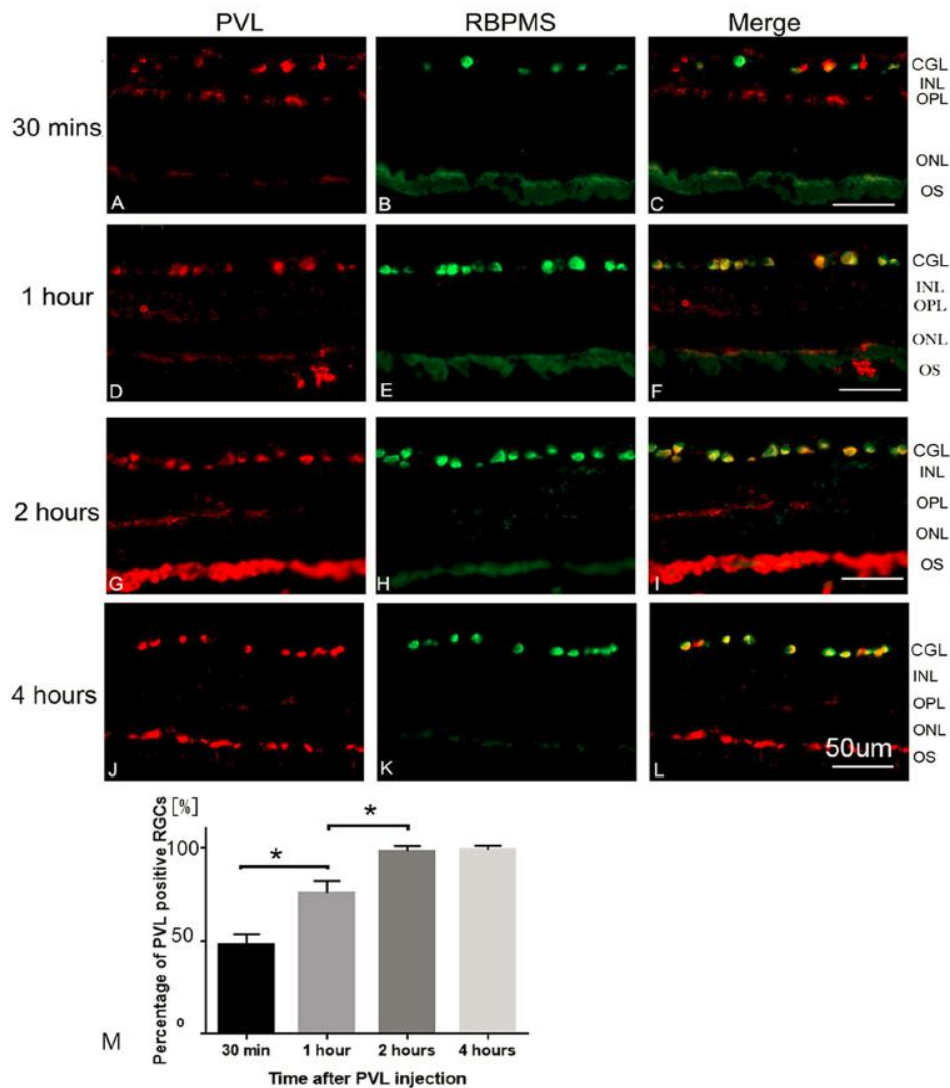 PVL RBPMS Merge
30 mins
CGL
INL
OPL
ONL
OS
A B C
1 hour
CGL
INL
OPL
ONL
OS
D E F
2 hours
CGL
INL
OPL
ONL
OS
G H I
4 hours
CGL
INL
OPL
ONL
OS
50um
J K L
Percentage of PVL positive RGCs
[%]
100
50
0
* *
30 min 1 hour 2 hours 4 hours
Time after PVL injection
M